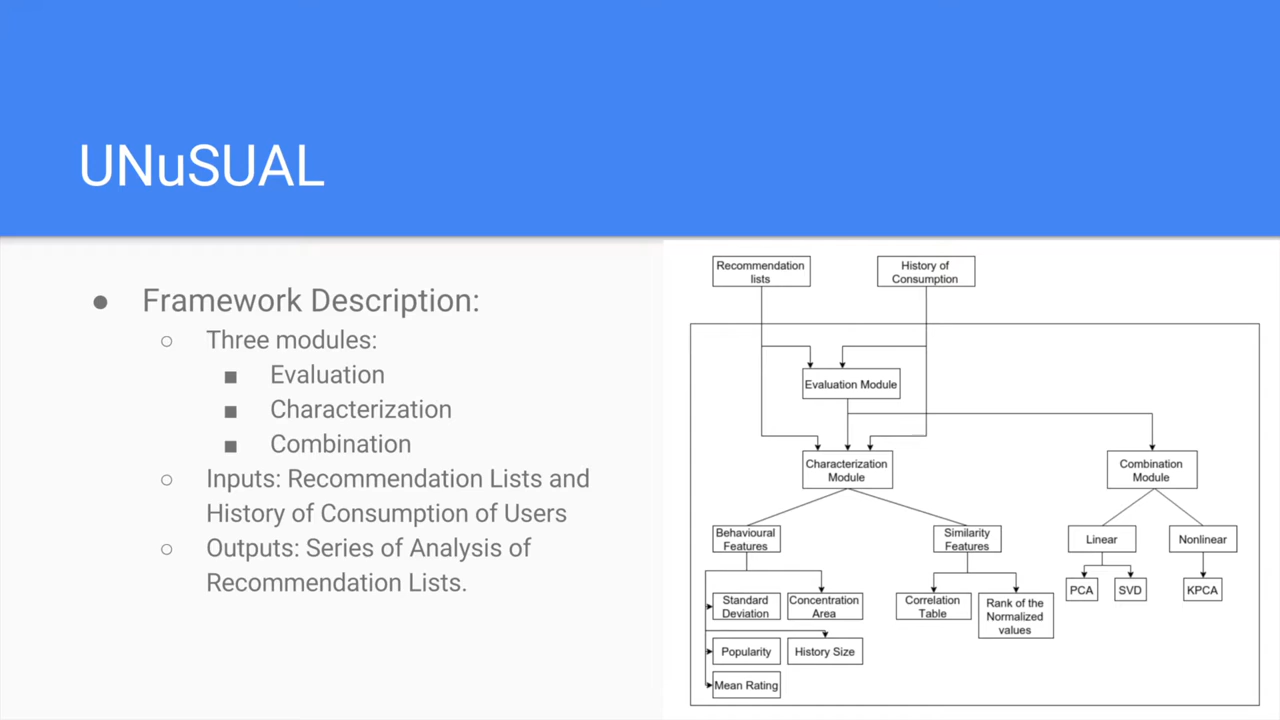 UNuSUAL
● Framework Description:
○ Three modules:
■ Evaluation
■ Characterization
■ Combination
○ Inputs: Recommendation Lists and
History of Consumption of Users
○ Outputs: Series of Analysis of
Recommendation Lists.
Recommendation
lists
History of
Consumption
Evaluation Module
Characterization
Module
Combination
Module
Behavioural
Features
Similarity
Features
Linear
Nonlinear
PCA
SVD
KPCA
Standard
Deviation
Concentration
Area
Correlation
Table
Rank of the
Normalized
values
Popularity
History Size
Mean Rating